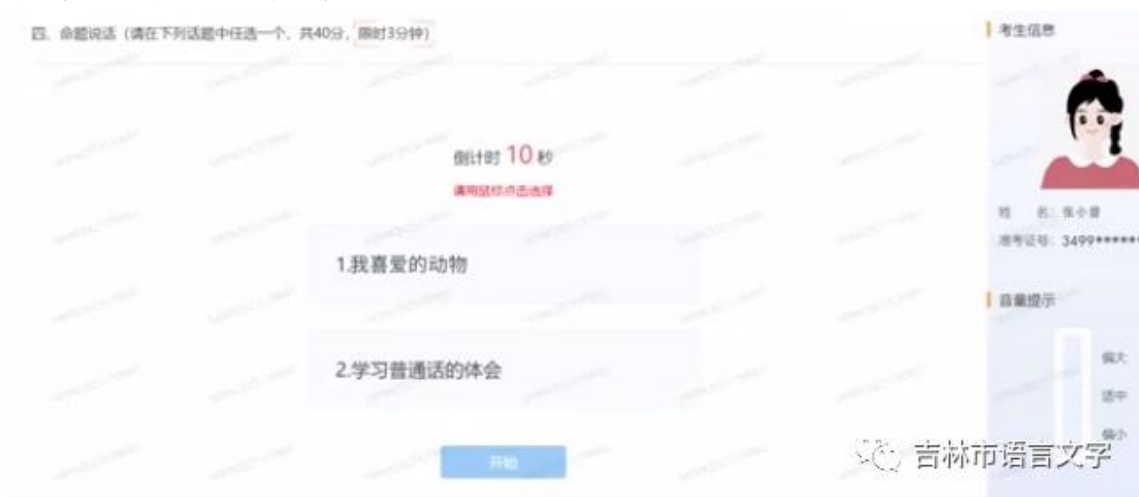 四、命题说话（请在下列话题中任选一个，共40分，限时3分钟）
倒计时 10 秒
请用鼠标点击选择
1.我喜爱的动物
2.学习普通话的体会
开始
考生信息
姓 名：张小普
准考证号：3499******
音量提示
偏大
适中
偏小
吉林市语言文字